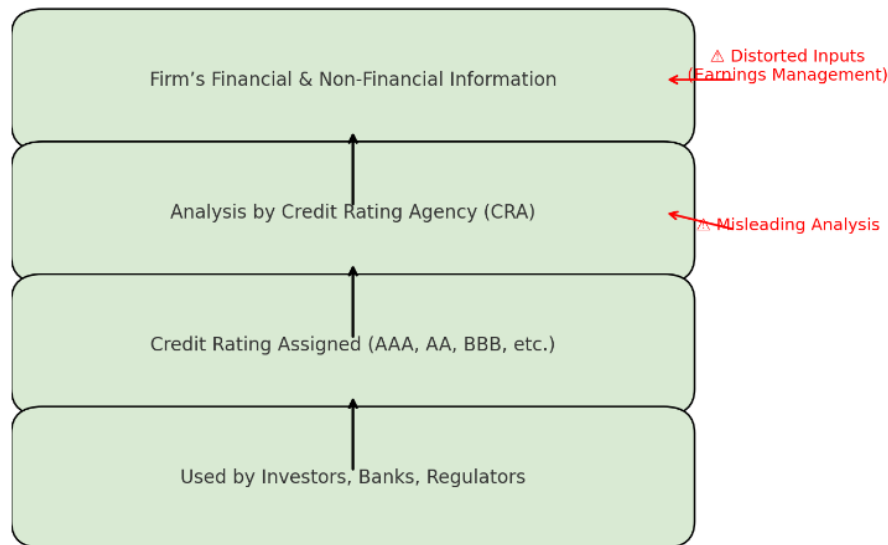 Firm’s Financial & Non-Financial Information
⚠ Distorted Inputs
(Earnings Management)
Analysis by Credit Rating Agency (CRA)
⚠ Misleading Analysis
Credit Rating Assigned (AAA, AA, BBB, etc.)
Used by Investors, Banks, Regulators